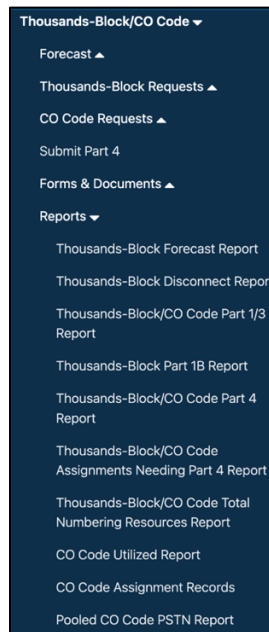 Thousands-Block/CO Code
Forecast
Thousands-Block Requests
CO Code Requests
Submit Part 4
Forms & Documents
Reports
Thousands-Block Forecast Report
Thousands-Block Disconnect Repor
Thousands-Block/CO Code Part 1/3
Report
Thousands-Block Part 1B Report
Thousands-Block/CO Code Part 4
Report
Thousands-Block/CO Code
Assignments Needing Part 4 Report
Thousands-Block/CO Code Total
Numbering Resources Report
CO Code Utilized Report
CO Code Assignment Records
Pooled CO Code PSTN Report